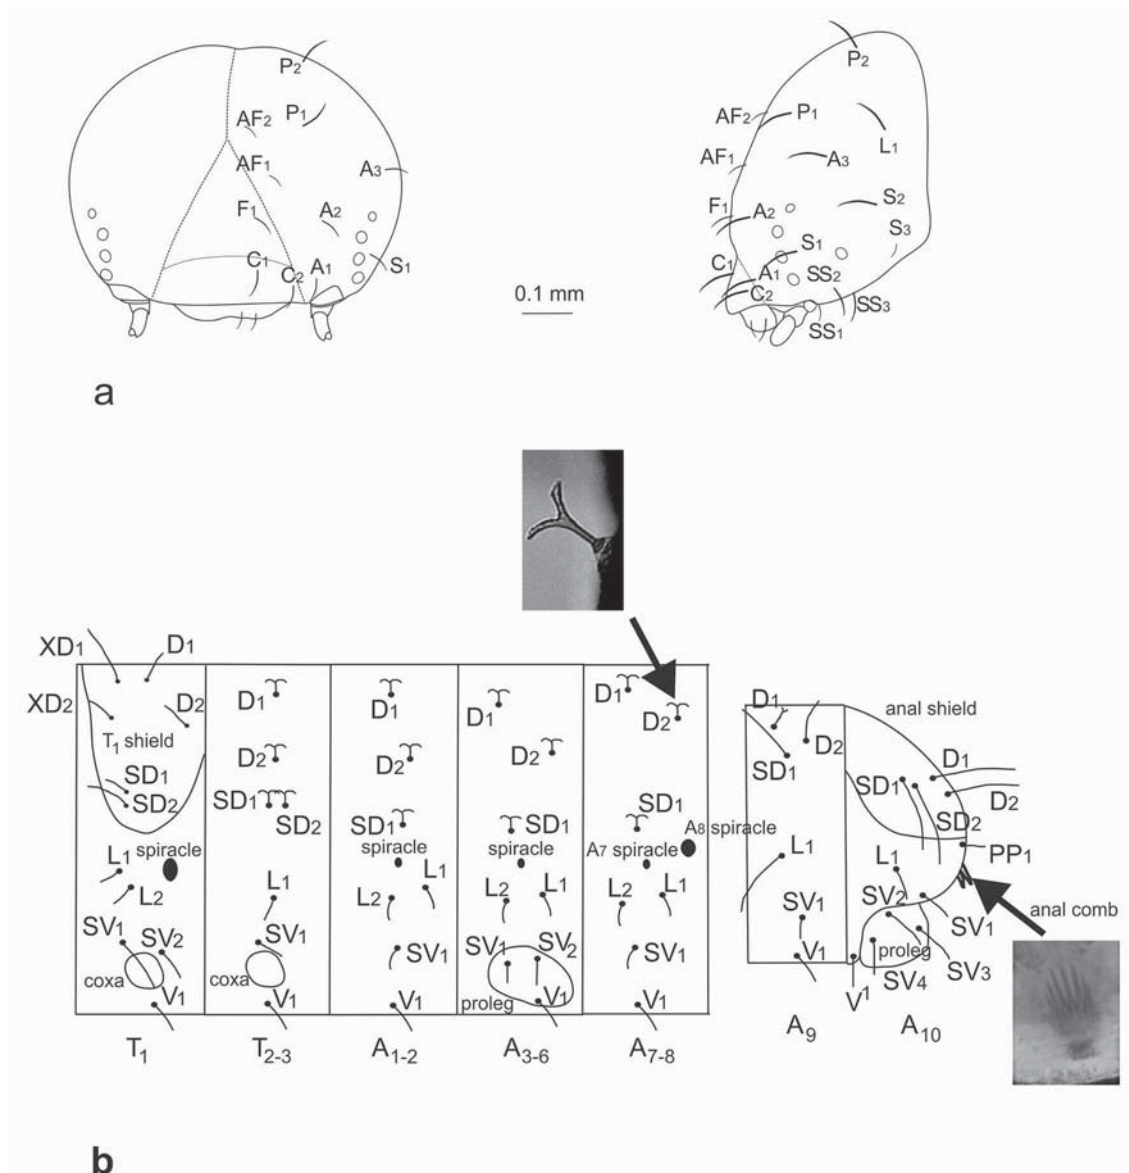 P2
P1
AF2
AF1
A3
F1
A2
C1
C2
A1
S1
P2
AF2
P1
L1
AF1
A3
F1
A2
S2
S1
S3
C1
A1
SS2
C2
SS3
SS1
0.1 mm
a
XD1
D1
XD2
D2
T1 shield
SD1
SD2
L1
spiracle
L2
SV1
SV2
coxa
V1
T1
D1
D2
SD1
SD2
L1
SV1
coxa
V1
T2-3
D1
D2
SD1
spiracle
L2
L1
SV1
V1
A1-2
D1
D2
SD1
spiracle
L2
L1
SV1
SV2
proleg
V1
A3-6
D1
D2
SD1
A8 spiracle
A7 spiracle
L2
L1
SV1
V1
A7-8
D1
D2
SD1
L1
SV1
V1
A9
anal shield
D1
SD1
D2
SD2
PP1
L1
SV2
SV1
anal comb
proleg
SV3
SV4
V1
A10
b